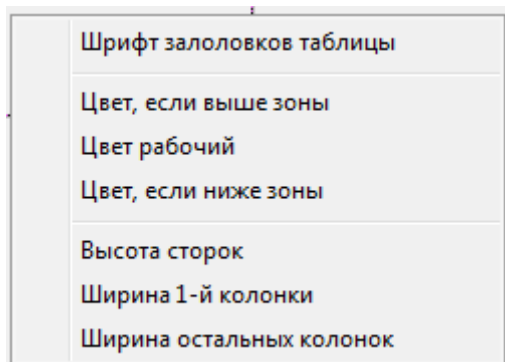 Шрифт залоловков таблицы
Цвет, если выше зоны
Цвет рабочий
Цвет, если ниже зоны
Высота сторок
Ширина 1-й колонки
Ширина остальных колонок